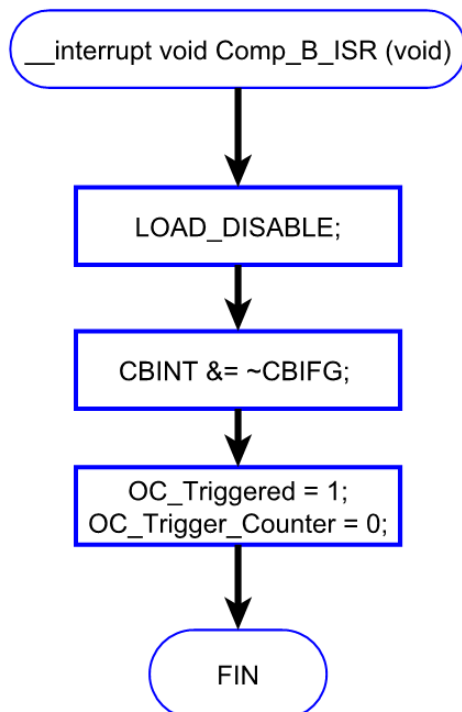 __interrupt void Comp_B_ISR (void)
LOAD_DISABLE;
CBINT &= ~CBIFG;
OC_Triggered = 1;
OC_Trigger_Counter = 0;
FIN